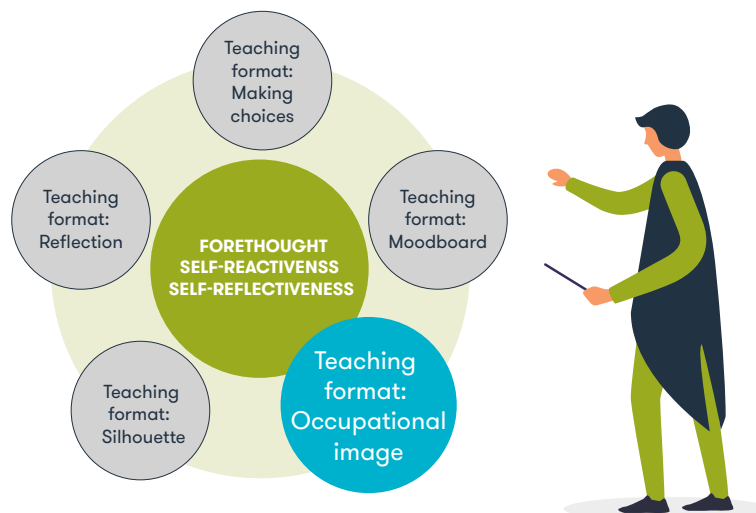 Teaching
format:
Making
choices
Teaching
format:
Reflection
Teaching
format:
Moodboard
FORETHOUGHT
SELF-REACTIVENSS
SELF-REFLECTIVENESS
Teaching
format:
Silhouette
Teaching
format:
Occupational
image